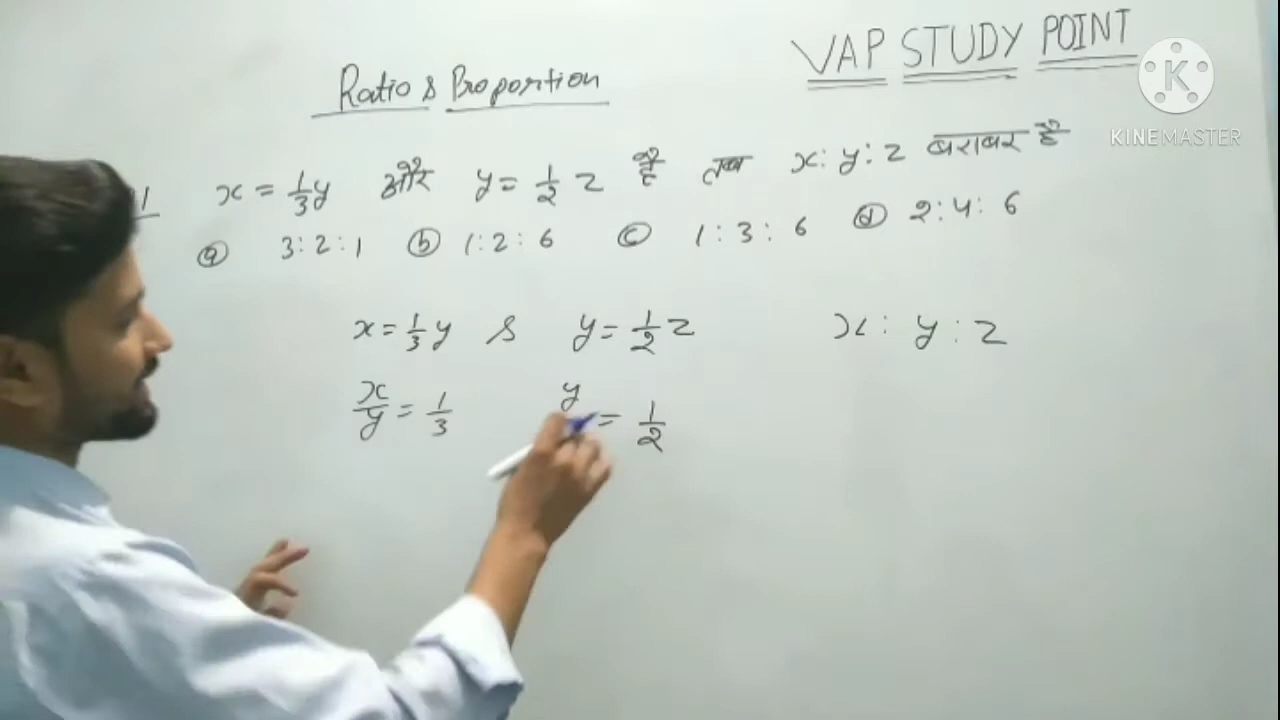 VAP STUDY POINT
Ratio & Proportion
K
KINEMASTER
1 x = 1/3 y और y = 1/2 z है तब x : y : z बराबर है
(a) 3 : 2 : 1 (b) 1 : 2 : 6 (c) 1 : 3 : 6 (d) 2 : 4 : 6
x = 1/3 y & y = 1/2 z x : y : z
x/y = 1/3 y = 1/2